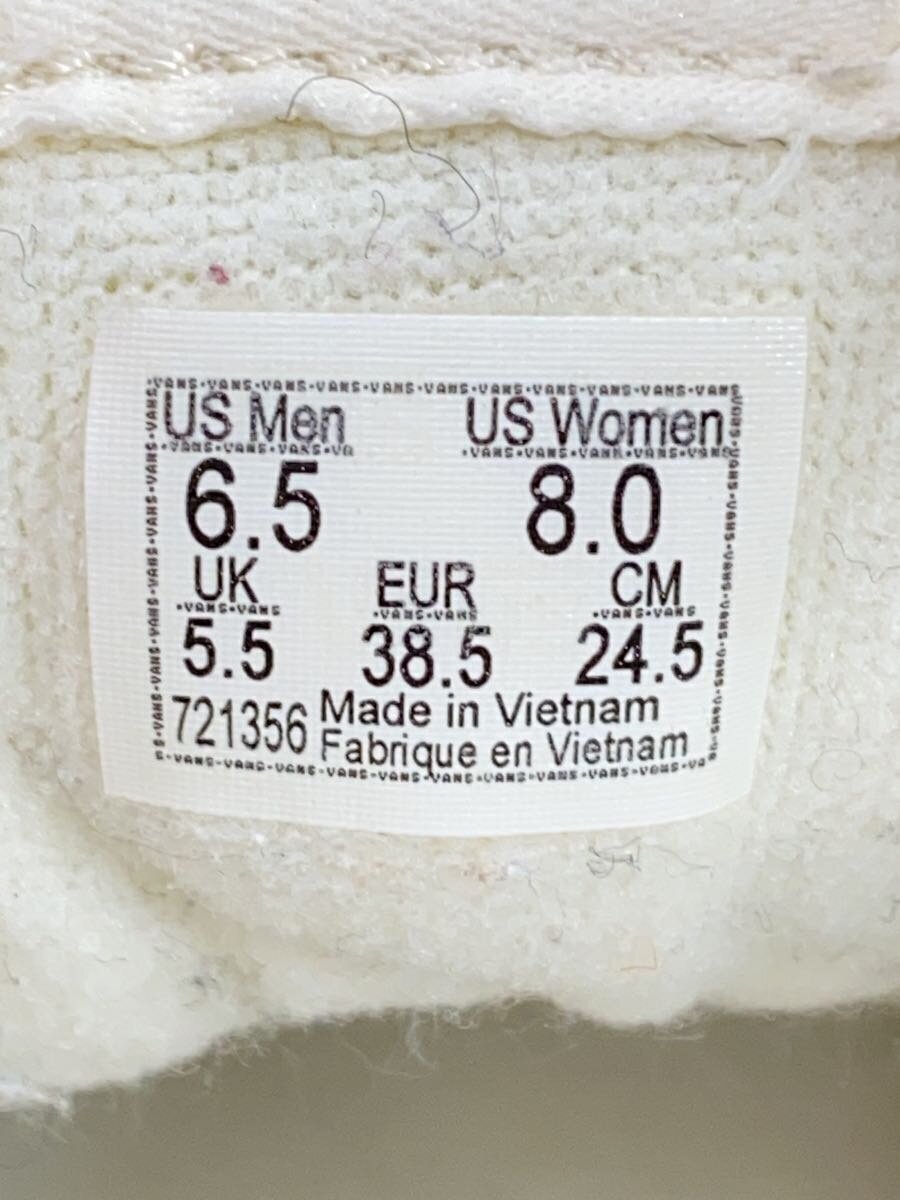 US Men US Women
6.5 8.0
UK EUR CM
5.5 38.5 24.5
721356 Made in Vietnam
Fabrique en Vietnam